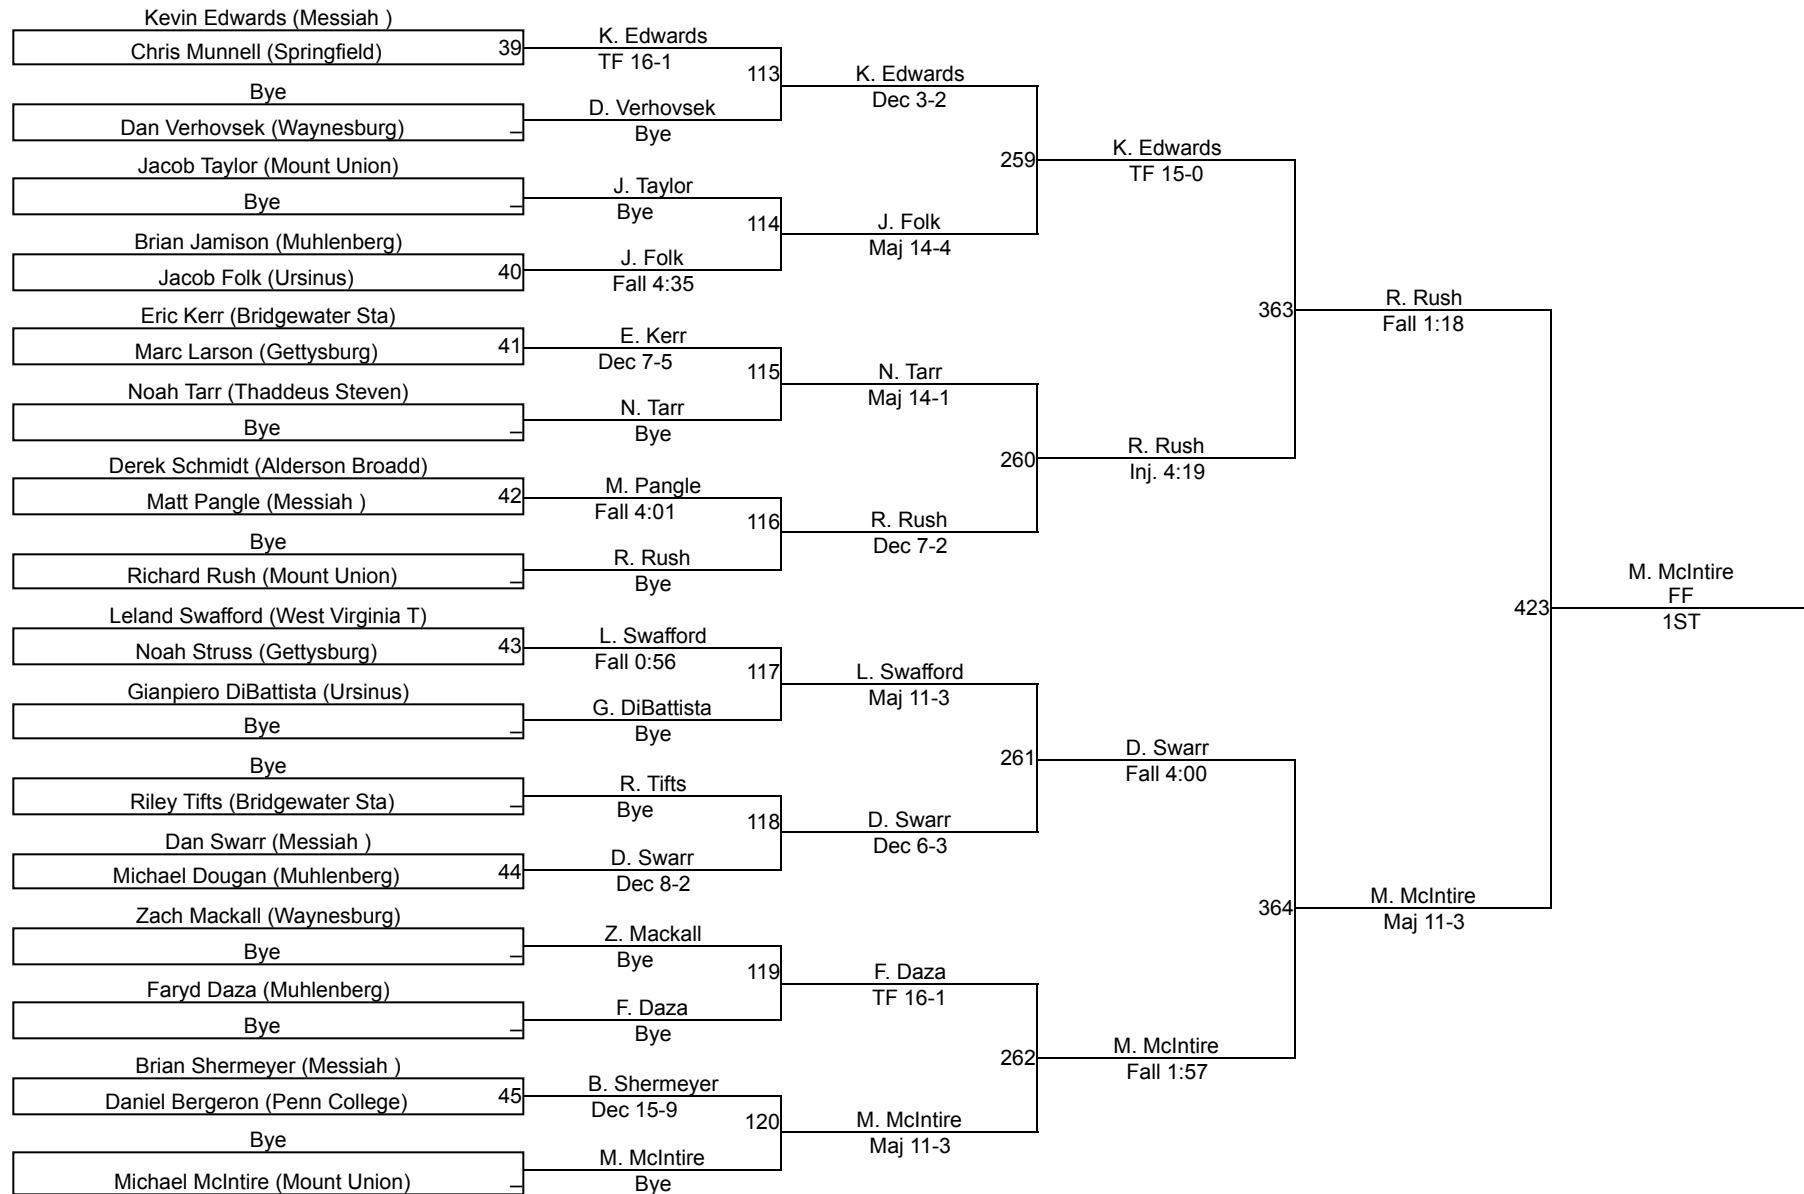 Kevin Edwards (Messiah )
Chris Munnell (Springfield) 39
Bye
Dan Verhovsek (Waynesburg) _
Jacob Taylor (Mount Union)
Bye _
Brian Jamison (Muhlenberg)
Jacob Folk (Ursinus) 40
Eric Kerr (Bridgewater Sta)
Marc Larson (Gettysburg) 41
Noah Tarr (Thaddeus Steven)
Bye _
Derek Schmidt (Alderson Broadd)
Matt Pangle (Messiah ) 42
Bye
Richard Rush (Mount Union) _
Leland Swafford (West Virginia T)
Noah Struss (Gettysburg) 43
Gianpiero DiBattista (Ursinus)
Bye _
Bye
Riley Tifts (Bridgewater Sta) _
Dan Swarr (Messiah )
Michael Dougan (Muhlenberg) 44
Zach Mackall (Waynesburg)
Bye _
Faryd Daza (Muhlenberg)
Bye _
Brian Shermeyer (Messiah )
Daniel Bergeron (Penn College) 45
Bye
Michael McIntire (Mount Union) _
K. Edwards
TF 16-1
113
D. Verhovsek
Bye
J. Taylor
Bye
114
J. Folk
Fall 4:35
E. Kerr
Dec 7-5
115
N. Tarr
Bye
M. Pangle
Fall 4:01
116
R. Rush
Bye
L. Swafford
Fall 0:56
117
G. DiBattista
Bye
R. Tifts
Bye
118
D. Swarr
Dec 8-2
Z. Mackall
Bye
119
F. Daza
Bye
B. Shermeyer
Dec 15-9
120
M. McIntire
Bye
K. Edwards
Dec 3-2
259
J. Folk
Maj 14-4
N. Tarr
Maj 14-1
260
R. Rush
Dec 7-2
L. Swafford
Maj 11-3
261
D. Swarr
Dec 6-3
F. Daza
TF 16-1
262
M. McIntire
Maj 11-3
K. Edwards
TF 15-0
363
R. Rush
Inj. 4:19
D. Swarr
Fall 4:00
364
M. McIntire
Fall 1:57
R. Rush
Fall 1:18
423
M. McIntire
Maj 11-3
M. McIntire
FF
1ST